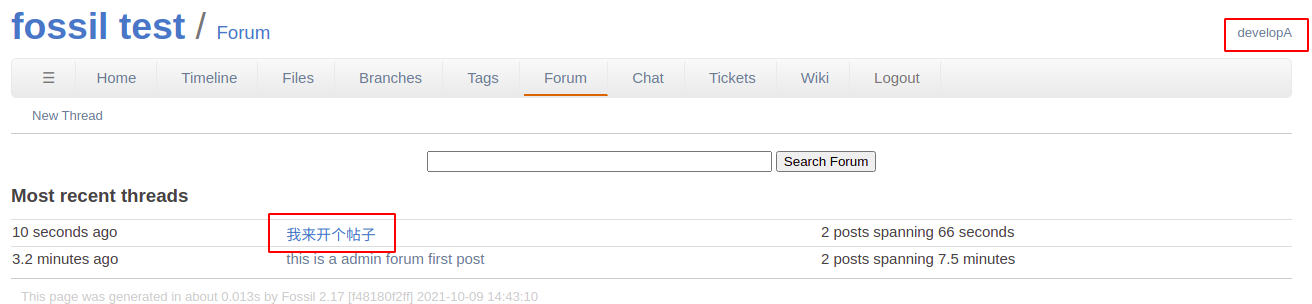 fossil test / Forum
developA
☰ Home Timeline Files Branches Tags Forum Chat Tickets Wiki Logout
New Thread
Search Forum
Most recent threads
10 seconds ago 我来开个帖子 2 posts spanning 66 seconds
3.2 minutes ago this is a admin forum first post 2 posts spanning 7.5 minutes
This page was generated in about 0.013s by Fossil 2.17 [f48180f2ff] 2021-10-09 14:43:10